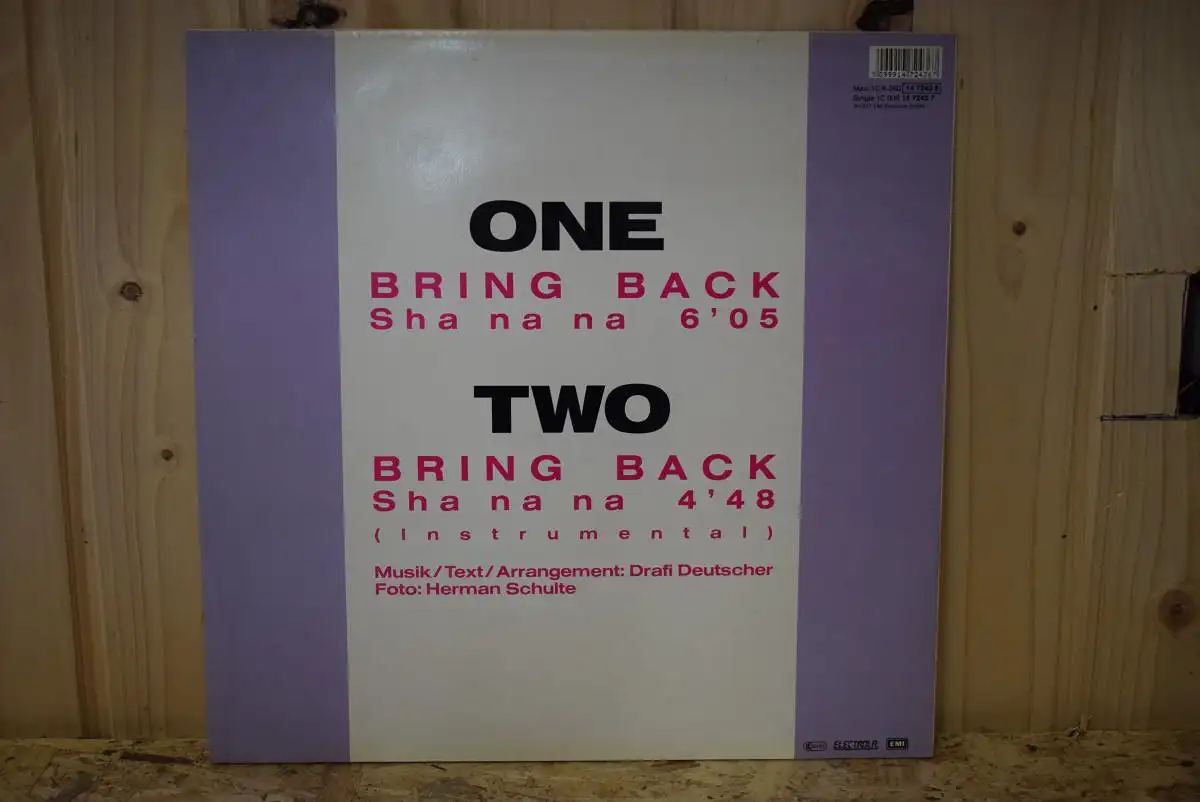 ONE
BRING BACK
Sha na na 6'05
TWO
BRING BACK
Sha na na 4'48
(Instrumental)
Musik/Text/Arrangement: Drafi Deutscher
Foto: Herman Schulte
ELECTROLA
EMI